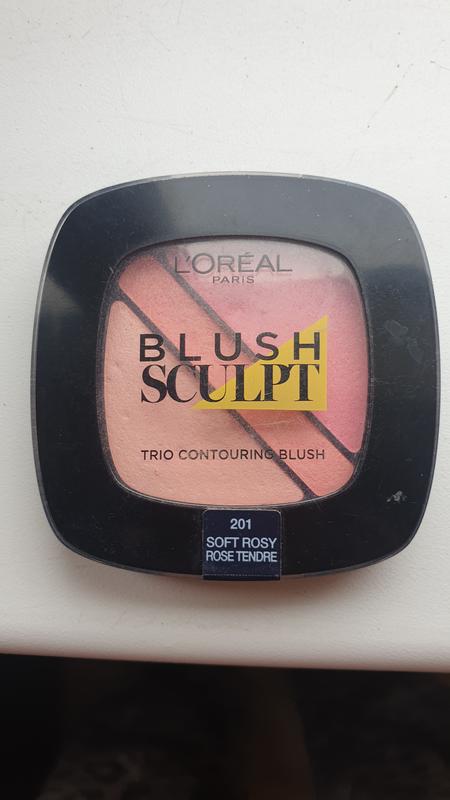 L'ORÉAL
PARIS
BLUSH
SCULPT
TRIO CONTOURING BLUSH
201
SOFT ROSY
ROSE TENDRE